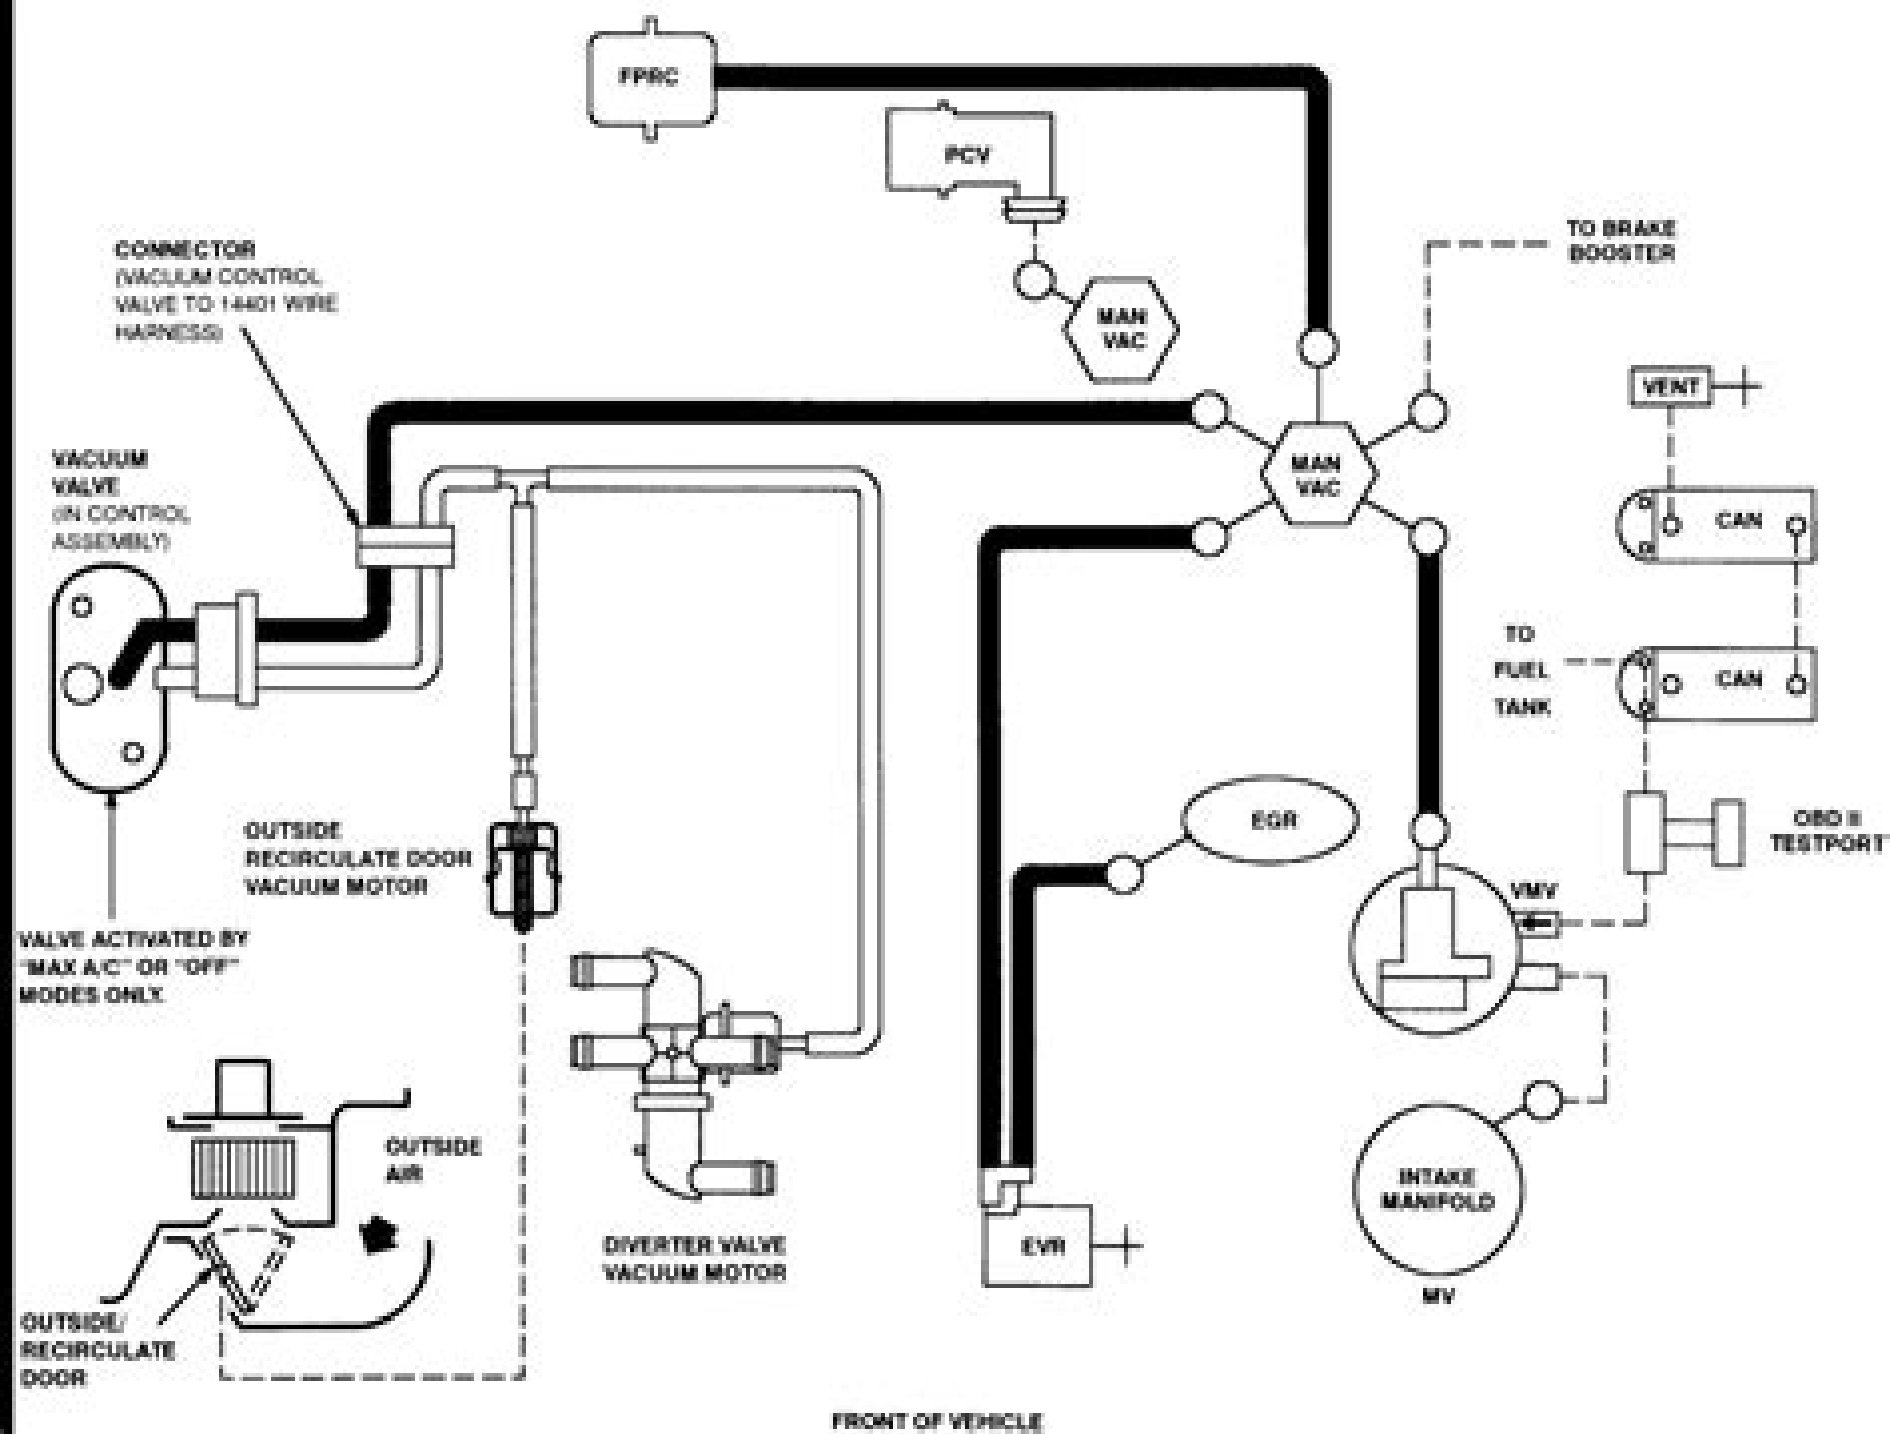 FPRC
PCV
TO BRAKE
BOOSTER
CONNECTOR
(VACUUM CONTROL
VALVE TO 14401 WIRE
HARNESS)
MAN
VAC
VENT
VACUUM
VALVE
(IN CONTROL
ASSEMBLY)
MAN
VAC
CAN
TO
FUEL
TANK
CAN
OUTSIDE
RECIRCULATE DOOR
VACUUM MOTOR
EGR
OBD II
TESTPORT
VMV
VALVE ACTIVATED BY
"MAX A/C" OR "OFF"
MODES ONLY.
OUTSIDE
AIR
INTAKE
MANIFOLD
DIVERTER VALVE
VACUUM MOTOR
EVR
MV
OUTSIDE/
RECIRCULATE
DOOR
FRONT OF VEHICLE